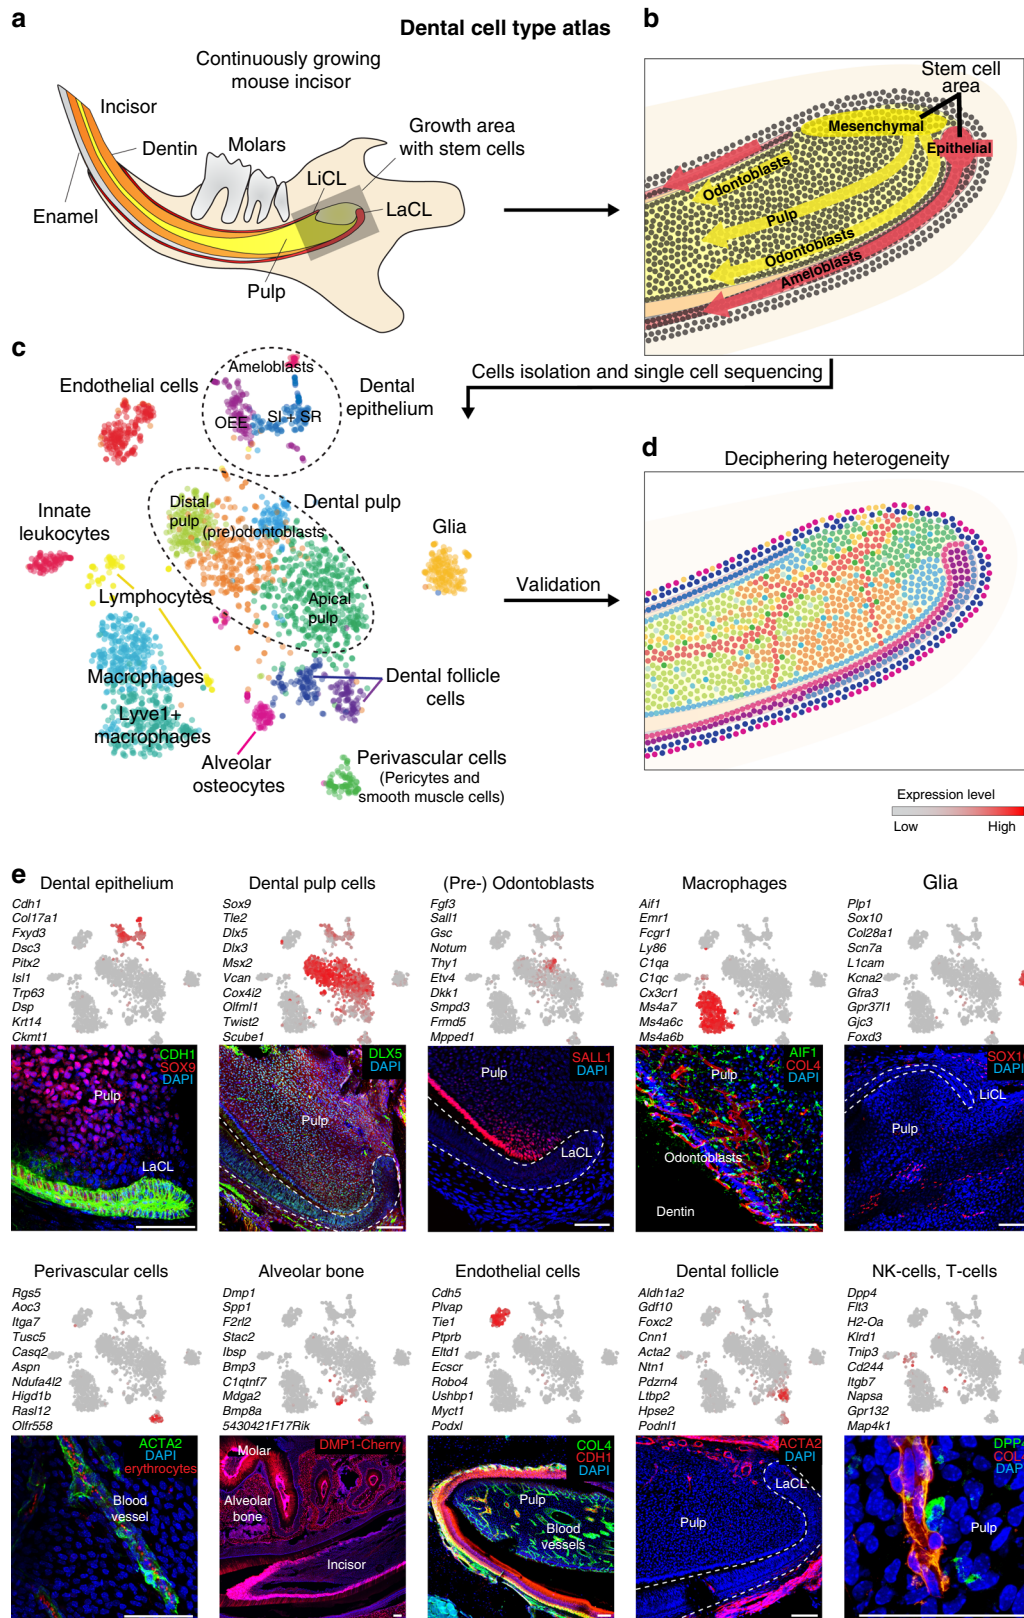 a
Dental cell type atlas
b
Continuously growing
mouse incisor
Incisor
Dentin
Molars
Growth area
with stem cells
LiCL
LaCL
Enamel
Pulp
Stem cell
area
Mesenchymal
Epithelial
Odontoblasts
Pulp
Odontoblasts
Ameloblasts
c
Cells isolation and single cell sequencing
Endothelial cells
Ameloblasts
OEE
SI + SR
Dental
epithelium
Innate
leukocytes
Distal
pulp
Dental pulp
(pre)odontoblasts
Glia
Lymphocytes
Apical
pulp
Macrophages
Lyve1+
macrophages
Dental follicle
cells
Alveolar
osteocytes
Perivascular cells
(Pericytes and
smooth muscle cells)
Validation
d
Deciphering heterogeneity
Expression level
Low
High
e
Dental epithelium
Cdh1
Col17a1
Fxyd3
Dsc3
Pitx2
Isl1
Trp63
Dsp
Krt14
Ckmt1
CDH1
SOX9
DAPI
Pulp
LaCL
Dental pulp cells
Sox9
Tle2
Dlx5
Dlx3
Msx2
Vcan
Cox4i2
Olfml1
Twist2
Scube1
DLX5
DAPI
Pulp
(Pre-) Odontoblasts
Fgf3
Sall1
Gsc
Notum
Thy1
Etv4
Dkk1
Smpd3
Frmd5
Mpped1
SALL1
DAPI
Pulp
LaCL
Macrophages
Aif1
Emr1
Fcgr1
Ly86
C1qa
C1qc
Cx3cr1
Ms4a7
Ms4a6c
Ms4a6b
AIF1
COL4
DAPI
Pulp
Odontoblasts
Dentin
Glia
Plp1
Sox10
Col28a1
Scn7a
L1cam
Kcna2
Gfra3
Gpr37l1
Gjc3
Foxd3
SOX10
DAPI
LiCL
Pulp
Perivascular cells
Rgs5
Aoc3
Itga7
Tusc5
Casq2
Aspn
Ndufa4l2
Higd1b
Rasl12
Olfr558
ACTA2
DAPI
erythrocytes
Blood
vessel
Alveolar bone
Dmp1
Spp1
F2rl2
Stac2
Ibsp
Bmp3
C1qtnf7
Mdga2
Bmp8a
5430421F17Rik
DMP1-Cherry
Molar
Alveolar
bone
Incisor
Endothelial cells
Cdh5
Plvap
Tie1
Ptprb
Eltd1
Ecscr
Robo4
Ushbp1
Myct1
Podxl
COL4
CDH1
DAPI
Pulp
Blood
vessels
Dental follicle
Aldh1a2
Gdf10
Foxc2
Cnn1
Acta2
Ntn1
Pdzrn4
Ltbp2
Hpse2
Podnl1
ACTA2
DAPI
LaCL
Pulp
NK-cells, T-cells
Dpp4
Flt3
H2-Oa
Klrd1
Tnip3
Cd244
Itgb7
Napsa
Gpr132
Map4k1
DPP4
COL4
DAPI
Pulp